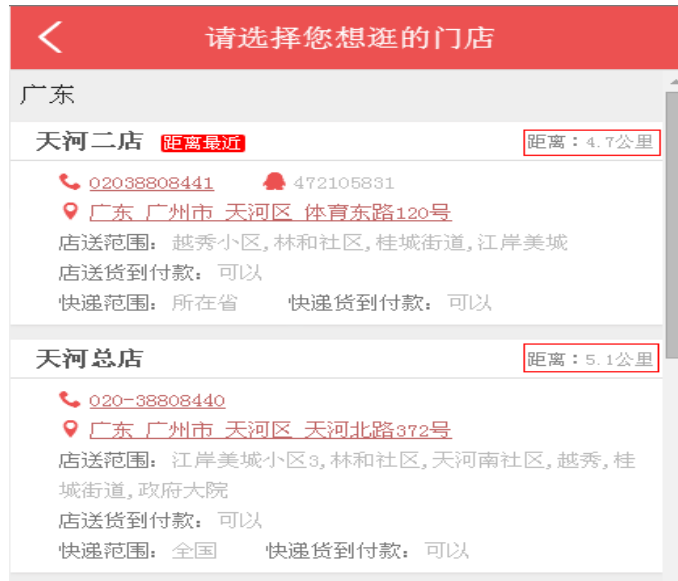 请选择您想逛的门店
广东
天河二店 距离最近 距离：4.7公里
02038808441 472105831
广东 广州市 天河区 体育东路120号
店送范围：越秀小区,林和社区,桂城街道,江岸美城
店送货到付款：可以
快递范围：所在省 快递货到付款：可以
天河总店 距离：5.1公里
020-38808440
广东 广州市 天河区 天河北路372号
店送范围：江岸美城小区3,林和社区,天河南社区,越秀,桂
城街道,政府大院
店送货到付款：可以
快递范围：全国 快递货到付款：可以